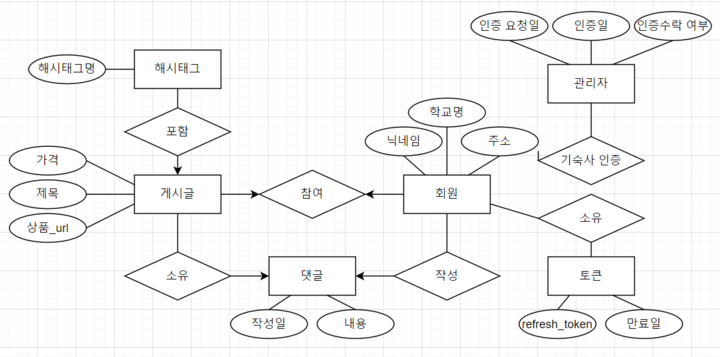 인증 요청일
인증일
인증수락 여부
해시태그명
해시태그
관리자
학교명
포함
닉네임
주소
가격
기숙사 인증
제목
게시글
참여
회원
상품_url
소유
소유
댓글
작성
토큰
작성일
내용
refresh_token
만료일